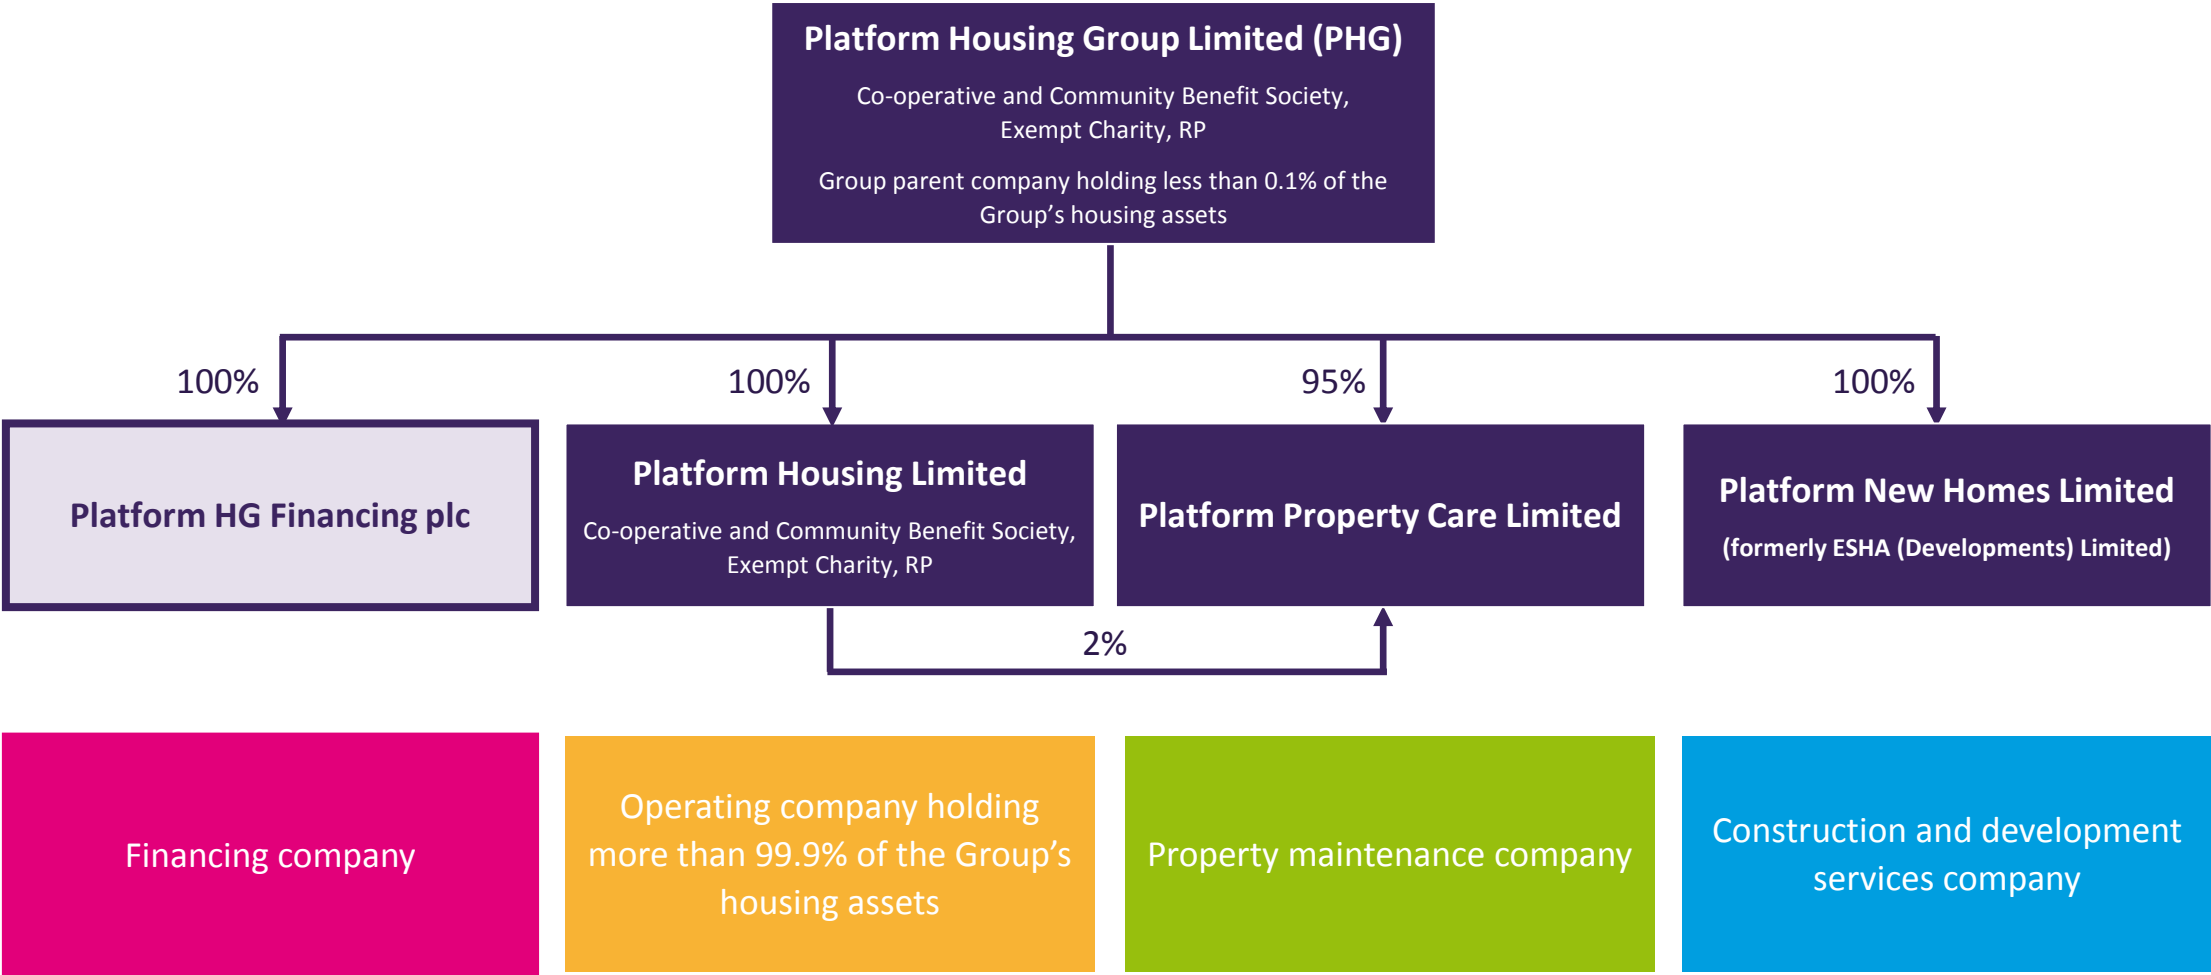 Platform Housing Group Limited (PHG)
Co-operative and Community Benefit Society,
Exempt Charity, RP
Group parent company holding less than 0.1% of the
Group’s housing assets
100%
100%
95%
100%
Platform HG Financing plc
Platform Housing Limited
Co-operative and Community Benefit Society,
Exempt Charity, RP
Platform Property Care Limited
Platform New Homes Limited
(formerly ESHA (Developments) Limited)
2%
Financing company
Operating company holding
more than 99.9% of the Group’s
housing assets
Property maintenance company
Construction and development
services company